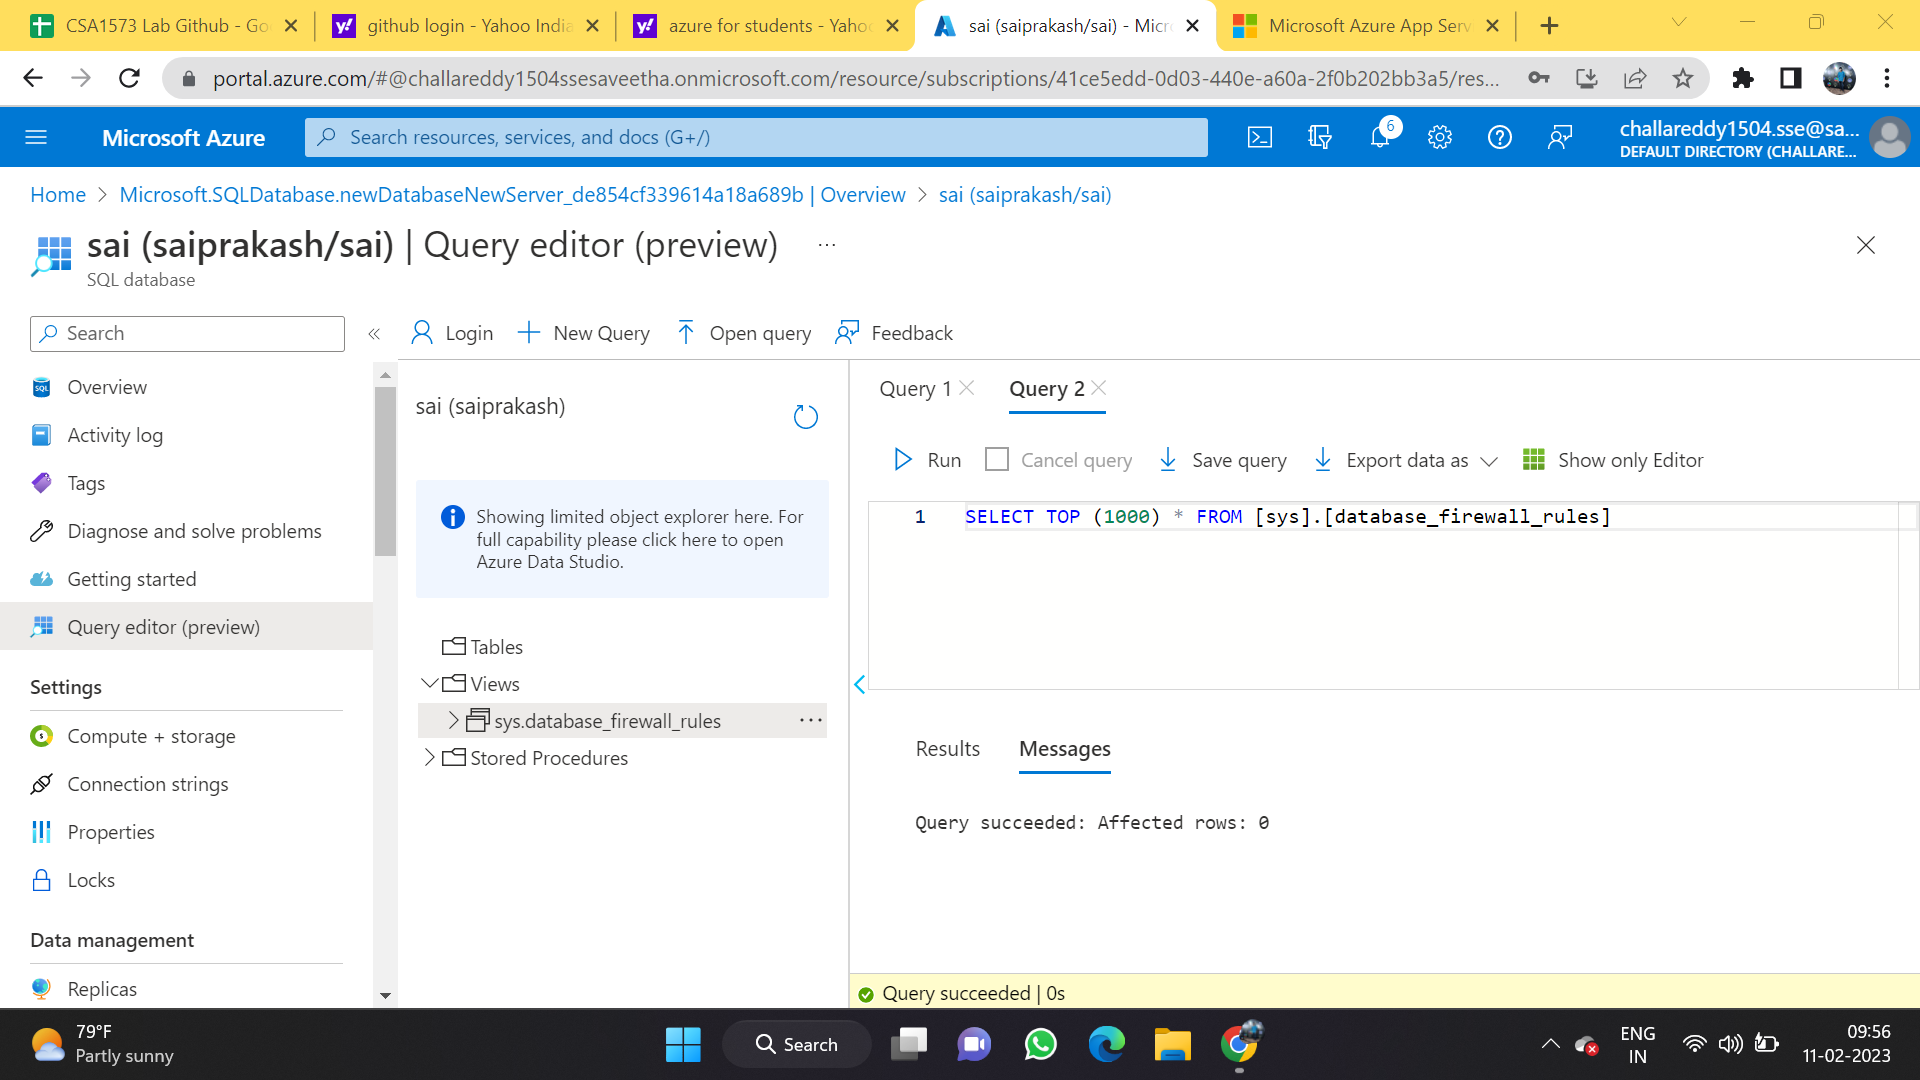 CSA1573 Lab Github - Go
github login - Yahoo India
azure for students - Yahoo
sai (saiprakash/sai) - Micr
Microsoft Azure App Serv
portal.azure.com/#@challareddy1504ssesaveetha.onmicrosoft.com/resource/subscriptions/41ce5edd-0d03-440e-a60a-2f0b202bb3a5/res...
Microsoft Azure
Search resources, services, and docs (G+/)
6
challareddy1504.sse@sa...
DEFAULT DIRECTORY (CHALLARE...
Home > Microsoft.SQLDatabase.newDatabaseNewServer_de854cf339614a18a689b | Overview > sai (saiprakash/sai)
sai (saiprakash/sai) | Query editor (preview) ...
SQL database
Search
Login
New Query
Open query
Feedback
Overview
Activity log
Tags
Diagnose and solve problems
Getting started
Query editor (preview)
Settings
Compute + storage
Connection strings
Properties
Locks
Data management
Replicas
sai (saiprakash)
Showing limited object explorer here. For
full capability please click here to open
Azure Data Studio.
Tables
Views
sys.database_firewall_rules ...
Stored Procedures
Query 1
Query 2
Run
Cancel query
Save query
Export data as
Show only Editor
1 SELECT TOP (1000) * FROM [sys].[database_firewall_rules]
Results
Messages
Query succeeded: Affected rows: 0
Query succeeded | 0s
79°F
Partly sunny
Search
ENG
IN
09:56
11-02-2023